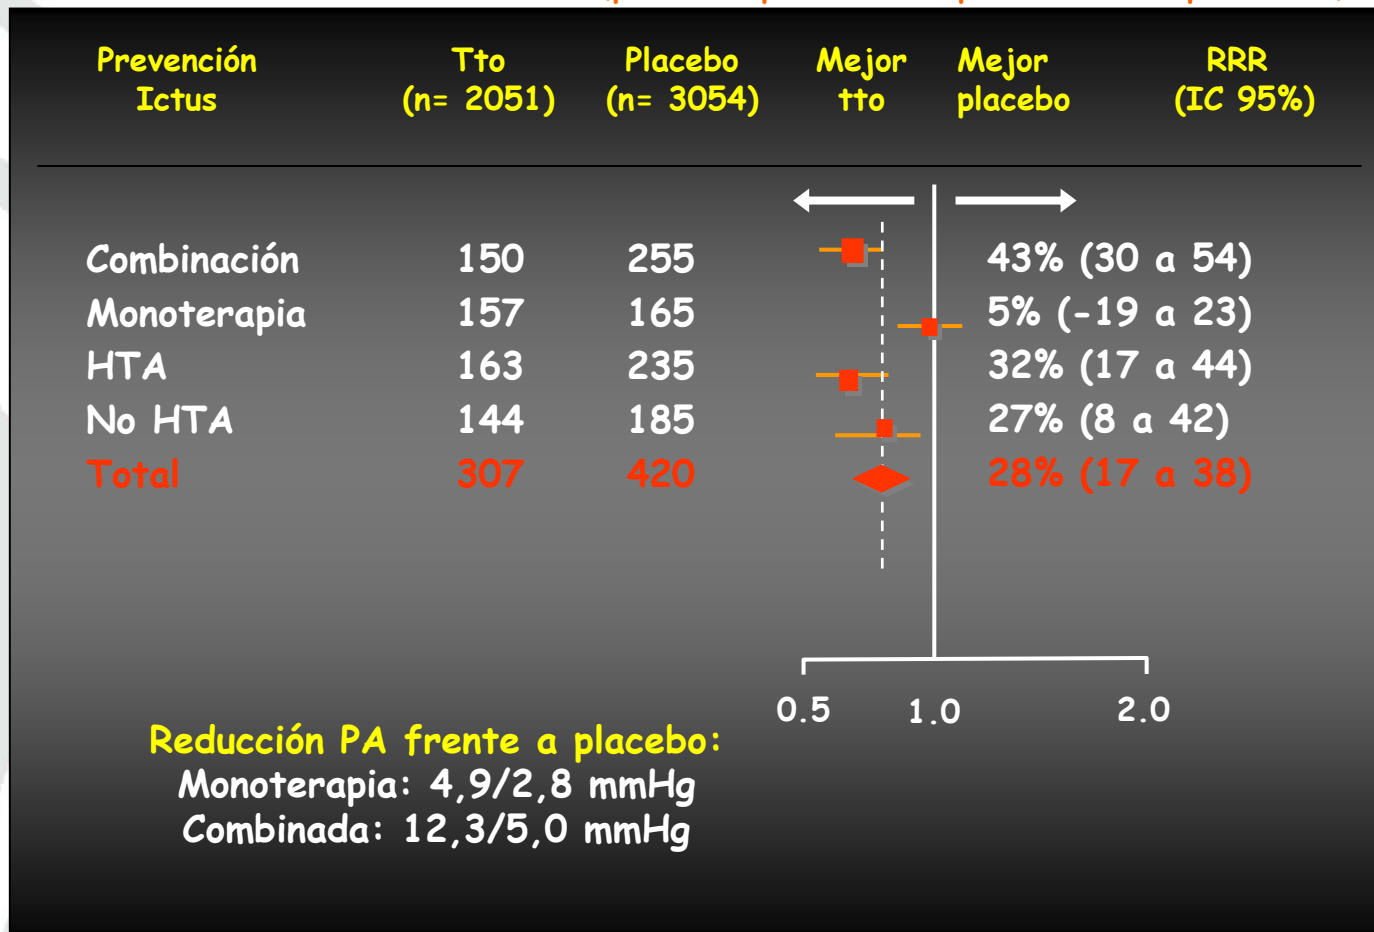 Prevención Ictus Tto (n= 2051) Placebo (n= 3054) Mejor tto Mejor placebo RRR (IC 95%)
Combinación 150 255 43% (30 a 54)
Monoterapia 157 165 5% (-19 a 23)
HTA 163 235 32% (17 a 44)
No HTA 144 185 27% (8 a 42)
Total 307 420 28% (17 a 38)
0.5 1.0 2.0
Reducción PA frente a placebo:
Monoterapia: 4,9/2,8 mmHg
Combinada: 12,3/5,0 mmHg